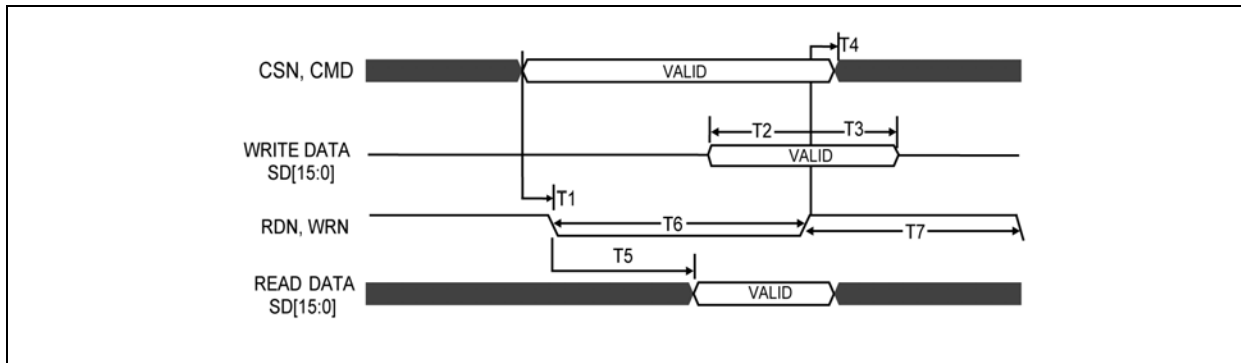 T4
CSN, CMD
VALID
T2
T3
WRITE DATA
SD[15:0]
VALID
T1
RDN, WRN
T6
T7
T5
READ DATA
SD[15:0]
VALID